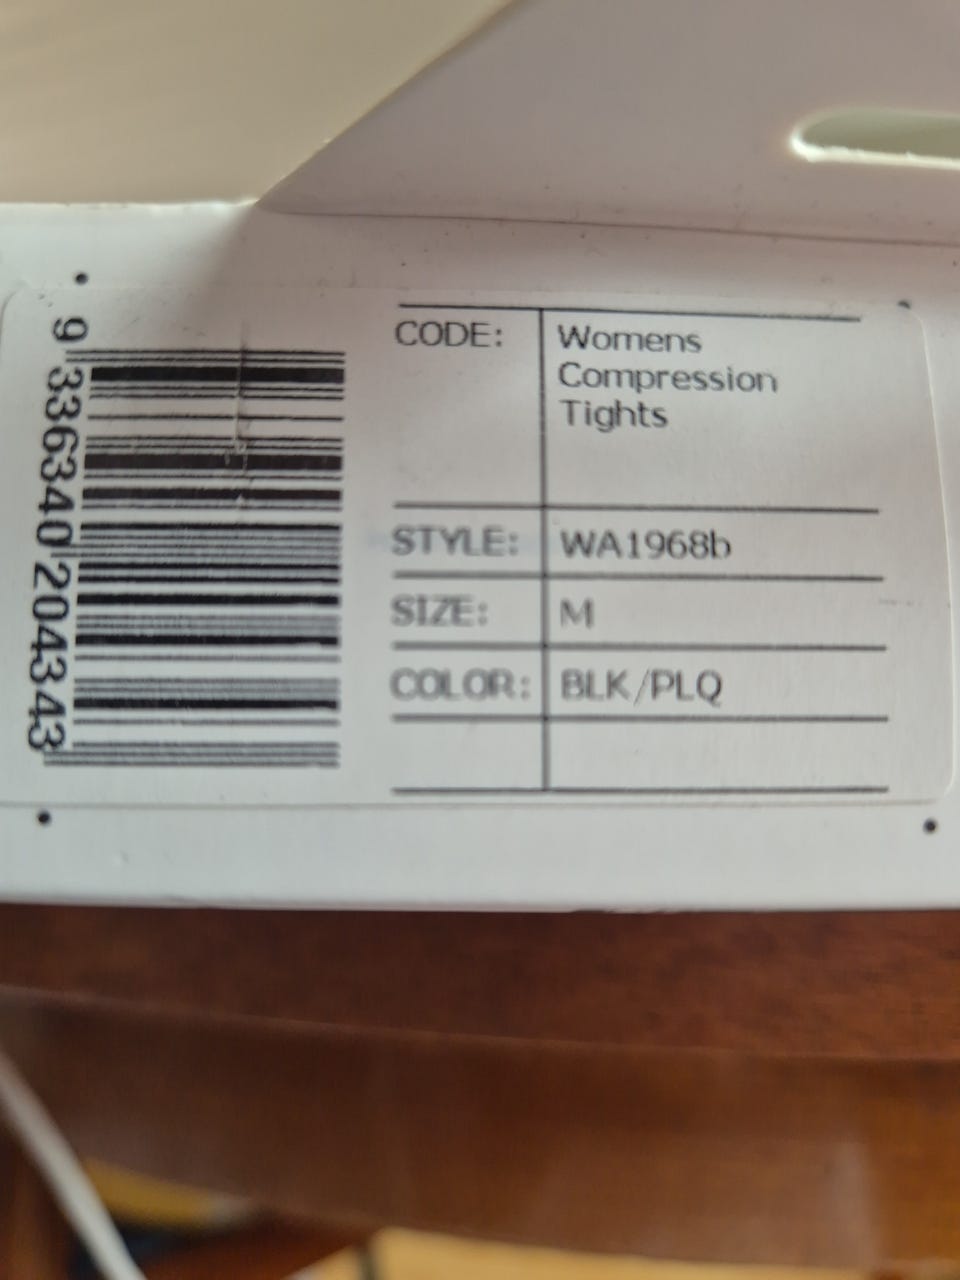 9 336340 204343
CODE: Womens
Compression
Tights
STYLE: WA1968b
SIZE: M
COLOR: BLK/PLQ